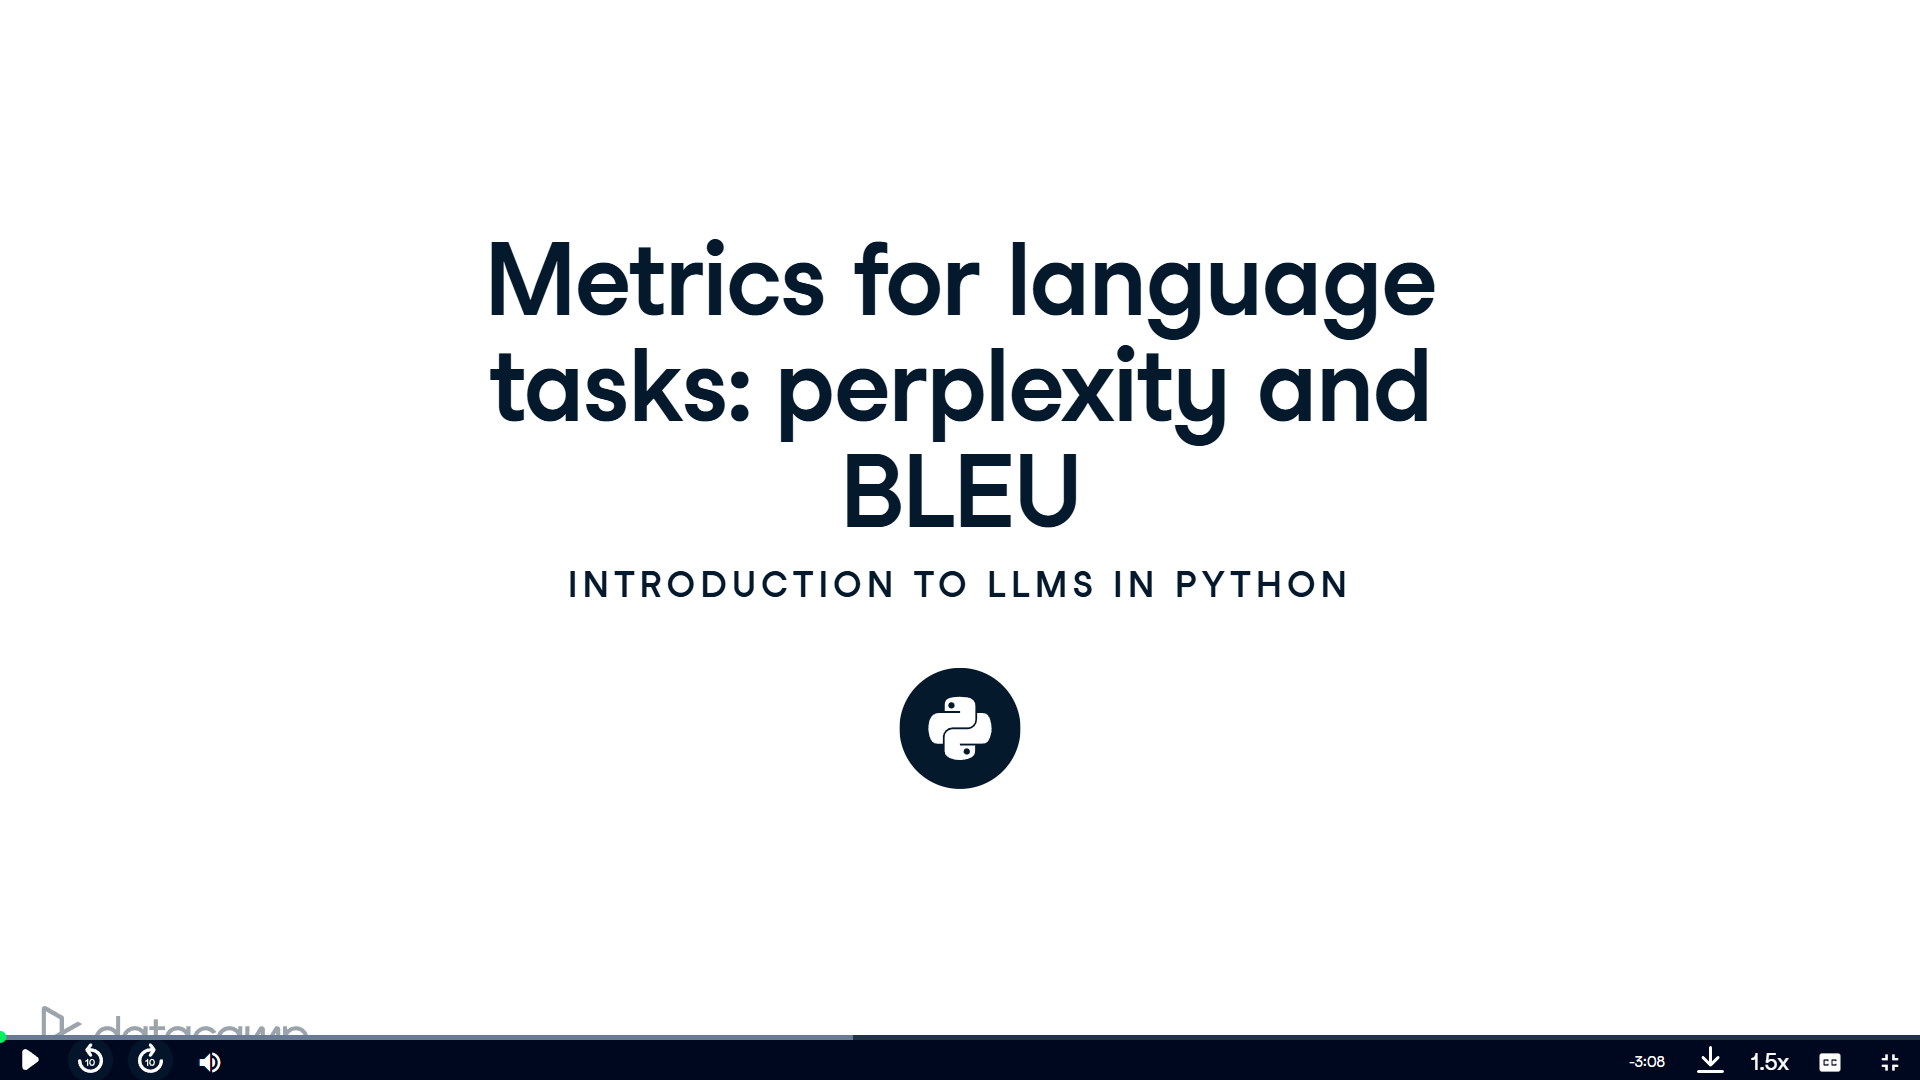 Metrics for language
tasks: perplexity and
BLEU
INTRODUCTION TO LLMS IN PYTHON
datacamp
10
10
-3:08
1.5x
CC